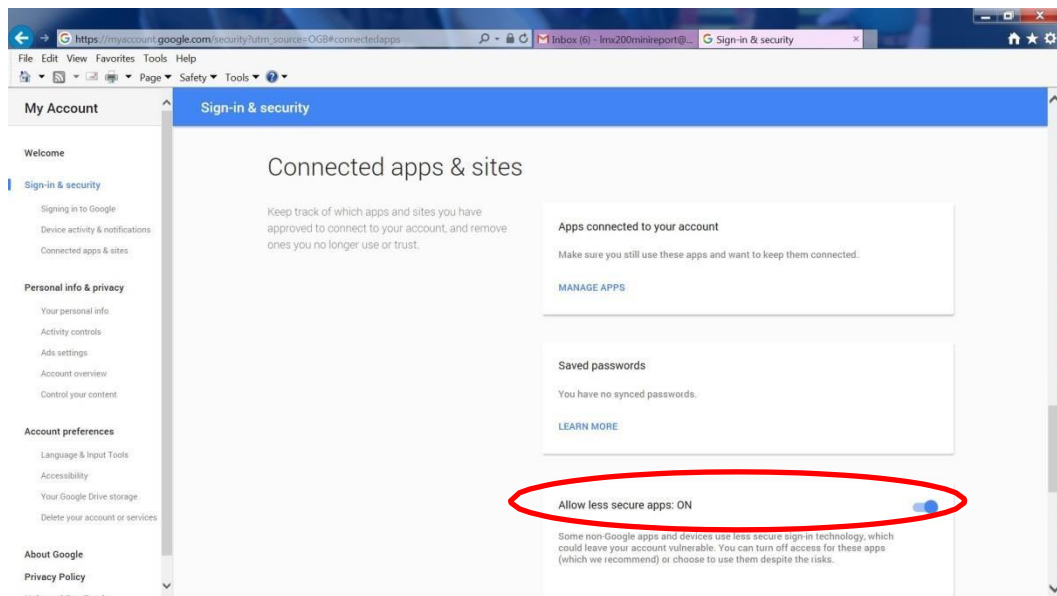 https://myaccount.google.com/security?utm_source=OGB#connectedapps
Inbox (6) - lmx200minireport@...
Sign-in & security
File Edit View Favorites Tools Help
Page Safety Tools
My Account
Sign-in & security
Welcome
Sign-in & security
Signing in to Google
Device activity & notifications
Connected apps & sites
Personal info & privacy
Your personal info
Activity controls
Ads settings
Account overview
Control your content
Account preferences
Language & Input Tools
Accessibility
Your Google Drive storage
Delete your account or services
About Google
Privacy Policy
Connected apps & sites
Keep track of which apps and sites you have
approved to connect to your account, and remove
ones you no longer use or trust.
Apps connected to your account
Make sure you still use these apps and want to keep them connected.
MANAGE APPS
Saved passwords
You have no synced passwords.
LEARN MORE
Allow less secure apps: ON
Some non-Google apps and devices use less secure sign-in technology, which
could leave your account vulnerable. You can turn off access for these apps
(which we recommend) or choose to use them despite the risks.